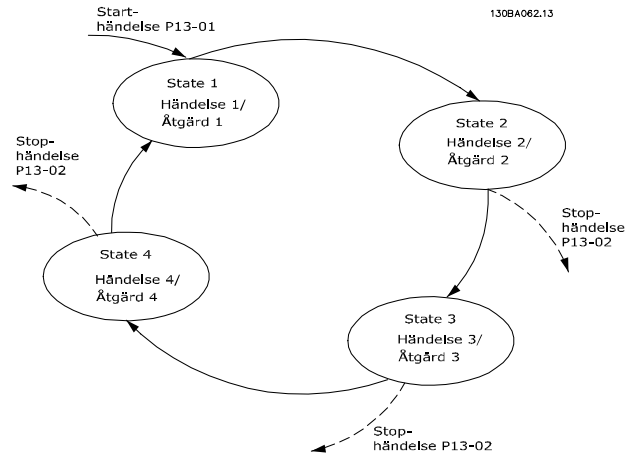 Start-
händelse P13-01
130BA062.13
State 1
Händelse 1/
Åtgärd 1
State 2
Händelse 2/
Åtgärd 2
Stop-
händelse
P13-02
Stop-
händelse
P13-02
State 4
Händelse 4/
Åtgärd 4
State 3
Händelse 3/
Åtgärd 3
Stop-
händelse P13-02